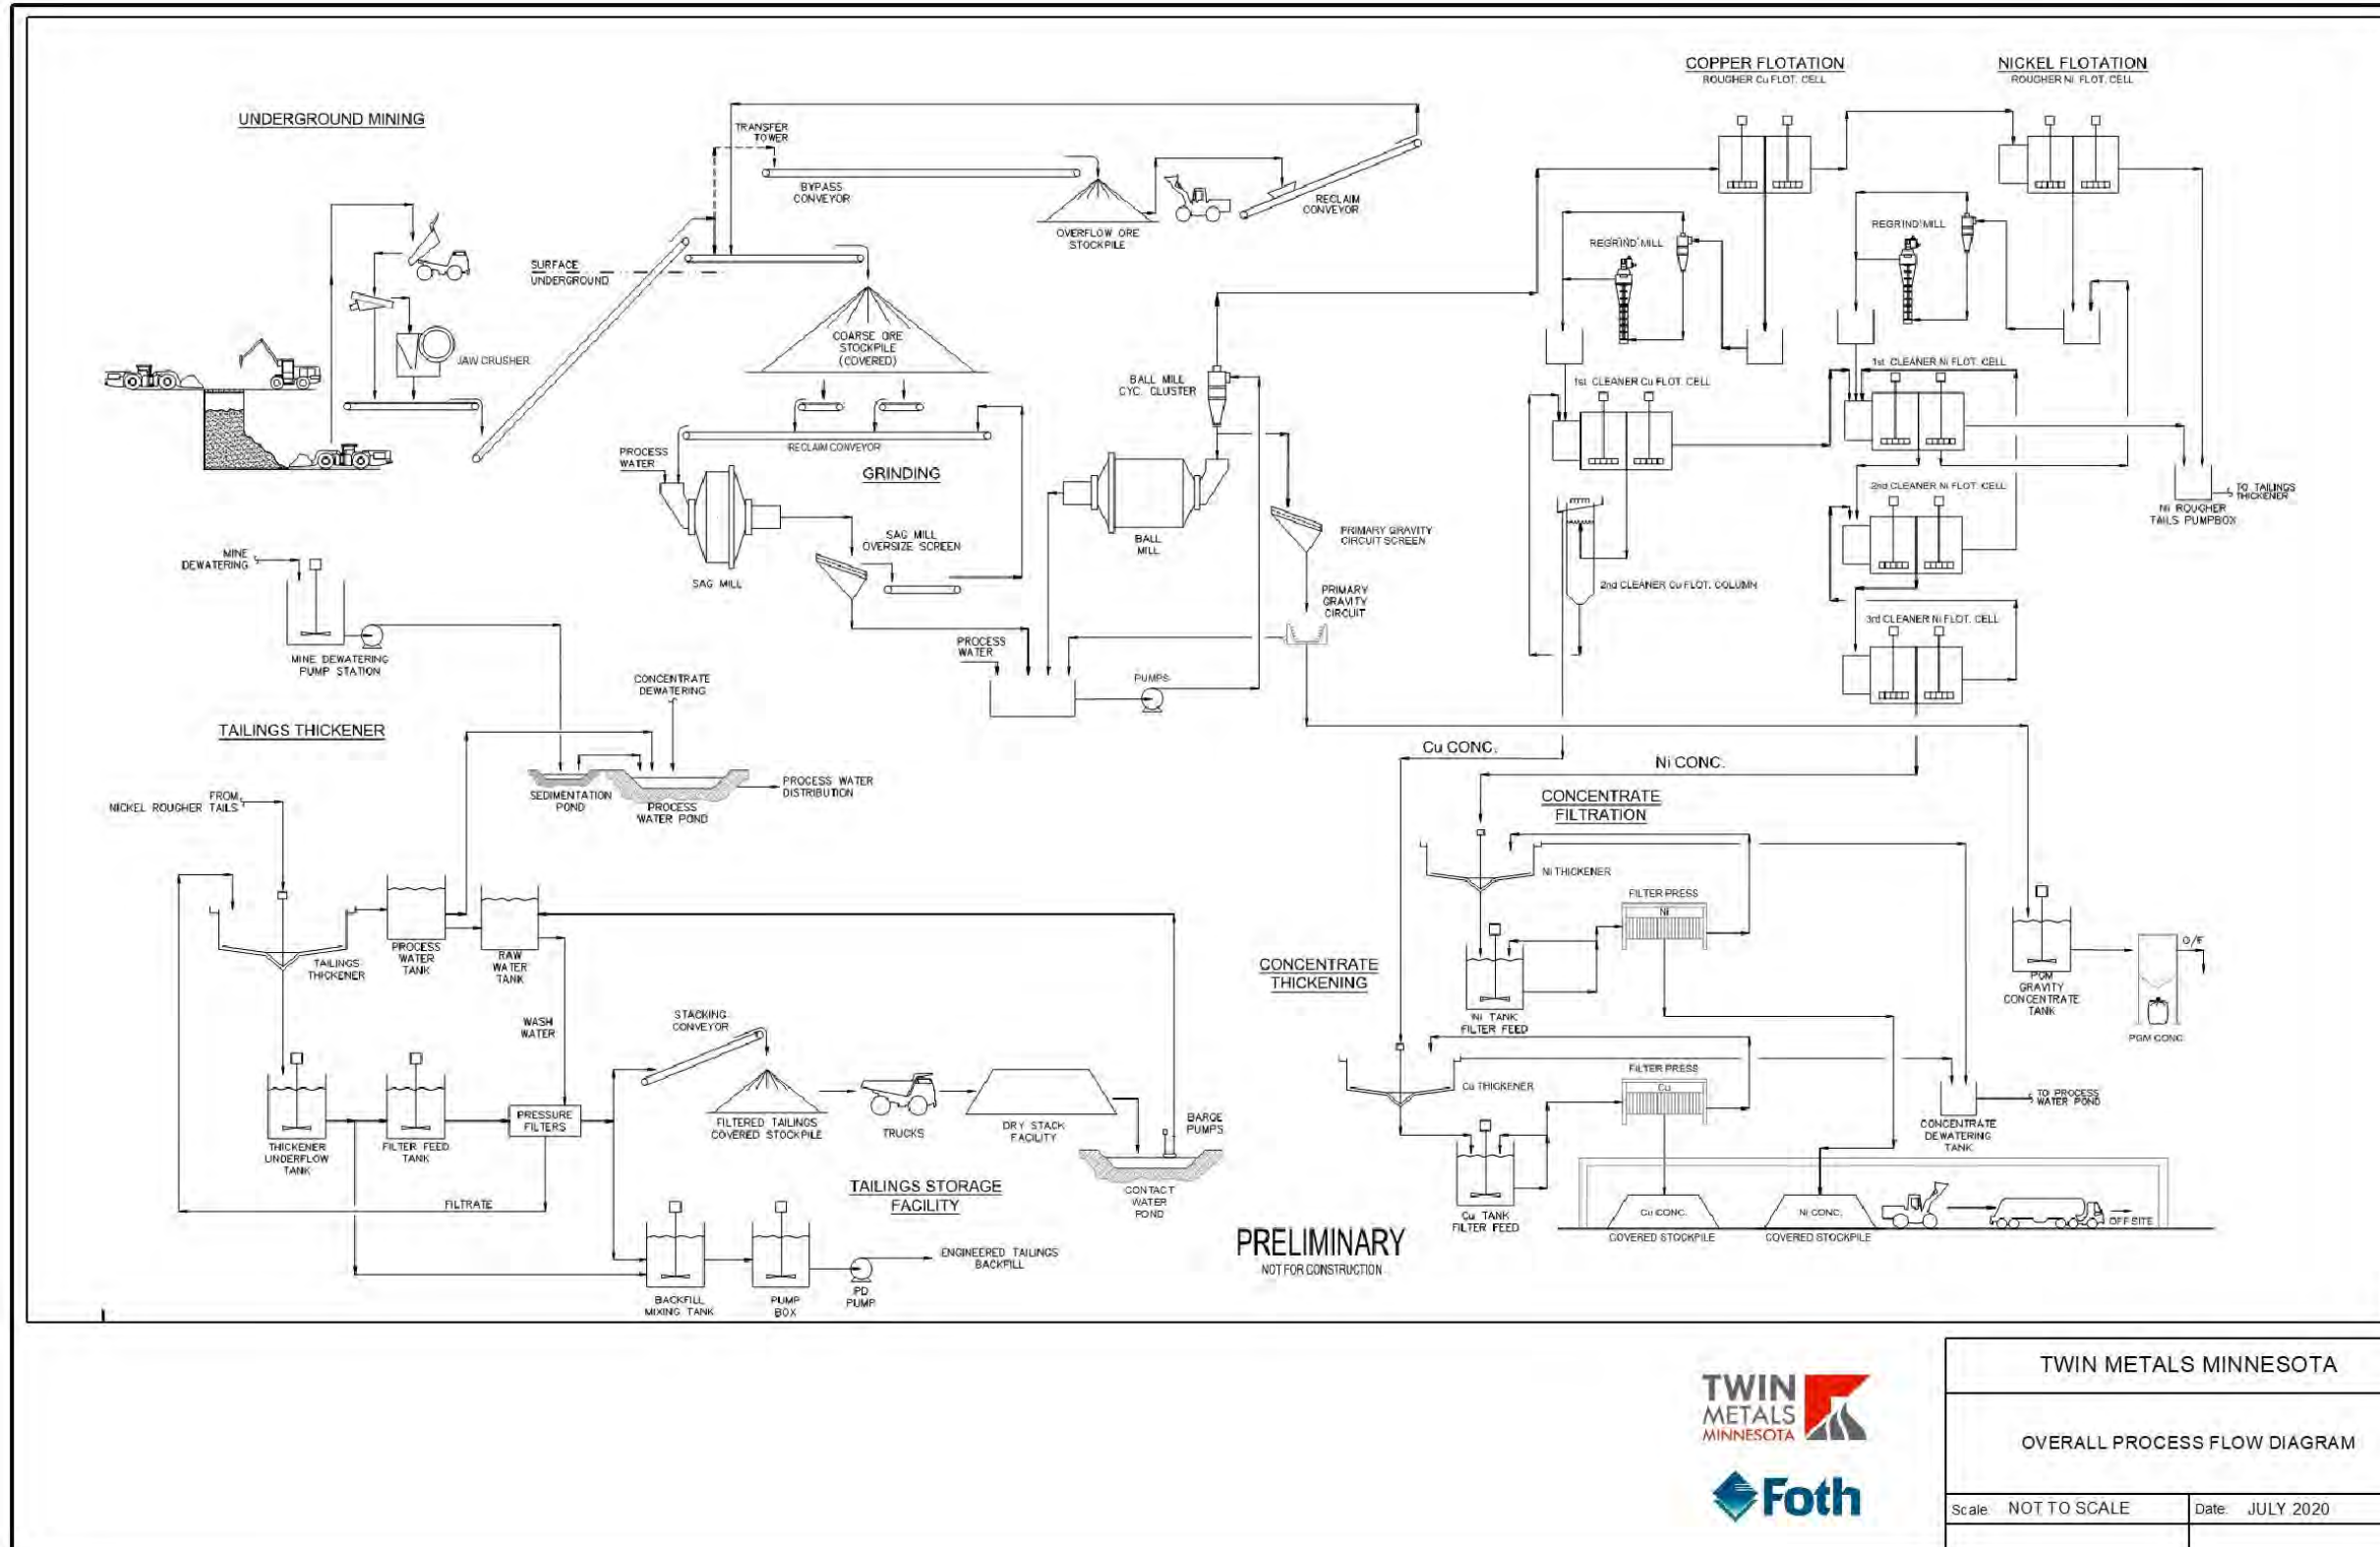 COPPER FLOTATION
ROUGHER Cu FLOT. CELL
NICKEL FLOTATION
ROUGHER Ni FLOT. CELL
UNDERGROUND MINING
TRANSFER
TOWER
BYPASS
CONVEYOR
OVERFLOW ORE
STOCKPILE
RECLAIM
CONVEYOR
SURFACE
UNDERGROUND
JAW CRUSHER
COARSE ORE
STOCKPILE
(COVERED)
RECLAIM CONVEYOR
REGRIND MILL
REGRIND MILL
BALL MILL
CYC. CLUSTER
1st CLEANER Cu FLOT. CELL
1st CLEANER Ni FLOT. CELL
PROCESS
WATER
GRINDING
SAG MILL
SAG MILL
OVERSIZE SCREEN
BALL
MILL
PRIMARY GRAVITY
CIRCUIT SCREEN
PRIMARY
GRAVITY
CIRCUIT
2nd CLEANER Cu FLOT. COLUMN
2nd CLEANER Ni FLOT. CELL
3rd CLEANER Ni FLOT. CELL
TO TAILINGS
THICKENER
Ni ROUGHER
TAILS PUMPBOX
MINE
DEWATERING
MINE DEWATERING
PUMP STATION
PROCESS
WATER
PUMPS
CONCENTRATE
DEWATERING
TAILINGS THICKENER
SEDIMENTATION
POND
PROCESS
WATER POND
PROCESS WATER
DISTRIBUTION
FROM
NICKEL ROUGHER TAILS
TAILINGS
THICKENER
PROCESS
WATER
TANK
RAW
WATER
TANK
WASH
WATER
Cu CONC.
Ni CONC.
CONCENTRATE
FILTRATION
Ni THICKENER
FILTER PRESS
Ni
CONCENTRATE
THICKENING
Ni TANK
FILTER FEED
PGM
GRAVITY
CONCENTRATE
TANK
O/F
PGM CONC
STACKING
CONVEYOR
THICKENER
UNDERFLOW
TANK
FILTER FEED
TANK
PRESSURE
FILTERS
FILTRATE
FILTERED TAILINGS
COVERED STOCKPILE
TRUCKS
DRY STACK
FACILITY
BARGE
PUMPS
CONTACT
WATER
POND
TAILINGS STORAGE
FACILITY
Cu THICKENER
FILTER PRESS
Cu
Cu TANK
FILTER FEED
CONCENTRATE
DEWATERING
TANK
TO PROCESS
WATER POND
Cu CONC.
COVERED STOCKPILE
Ni CONC.
COVERED STOCKPILE
OFF SITE
BACKFILL
MIXING TANK
PUMP
BOX
PD
PUMP
ENGINEERED TAILINGS
BACKFILL
PRELIMINARY
NOT FOR CONSTRUCTION
TWIN
METALS
MINNESOTA
Foth
TWIN METALS MINNESOTA
OVERALL PROCESS FLOW DIAGRAM
Scale: NOT TO SCALE
Date: JULY 2020